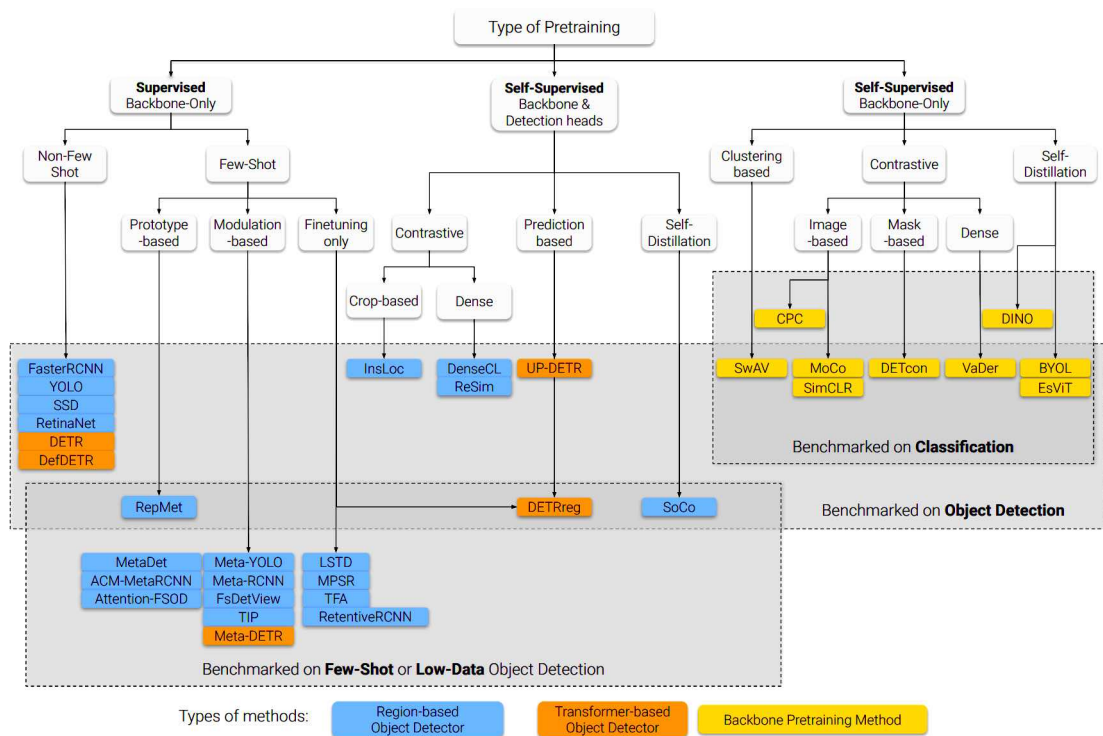 Type of Pretraining
Supervised
Backbone-Only
Self-Supervised
Backbone &
Detection heads
Self-Supervised
Backbone-Only
Non-Few
Shot
Few-Shot
Clustering
based
Contrastive
Self-
Distillation
Prototype
-based
Modulation
-based
Finetuning
only
Contrastive
Prediction
based
Self-
Distillation
Image
-based
Mask
-based
Dense
Crop-based
Dense
CPC
DINO
FasterRCNN
YOLO
SSD
RetinaNet
DETR
DefDETR
InsLoc
DenseCL
ReSim
UP-DETR
SwAV
MoCo
SimCLR
DETcon
VaDer
BYOL
EsViT
Benchmarked on Classification
RepMet
DETRreg
SoCo
Benchmarked on Object Detection
MetaDet
ACM-MetaRCNN
Attention-FSOD
Meta-YOLO
Meta-RCNN
FsDetView
TIP
Meta-DETR
LSTD
MPSR
TFA
RetentiveRCNN
Benchmarked on Few-Shot or Low-Data Object Detection
Types of methods:
Region-based
Object Detector
Transformer-based
Object Detector
Backbone Pretraining Method